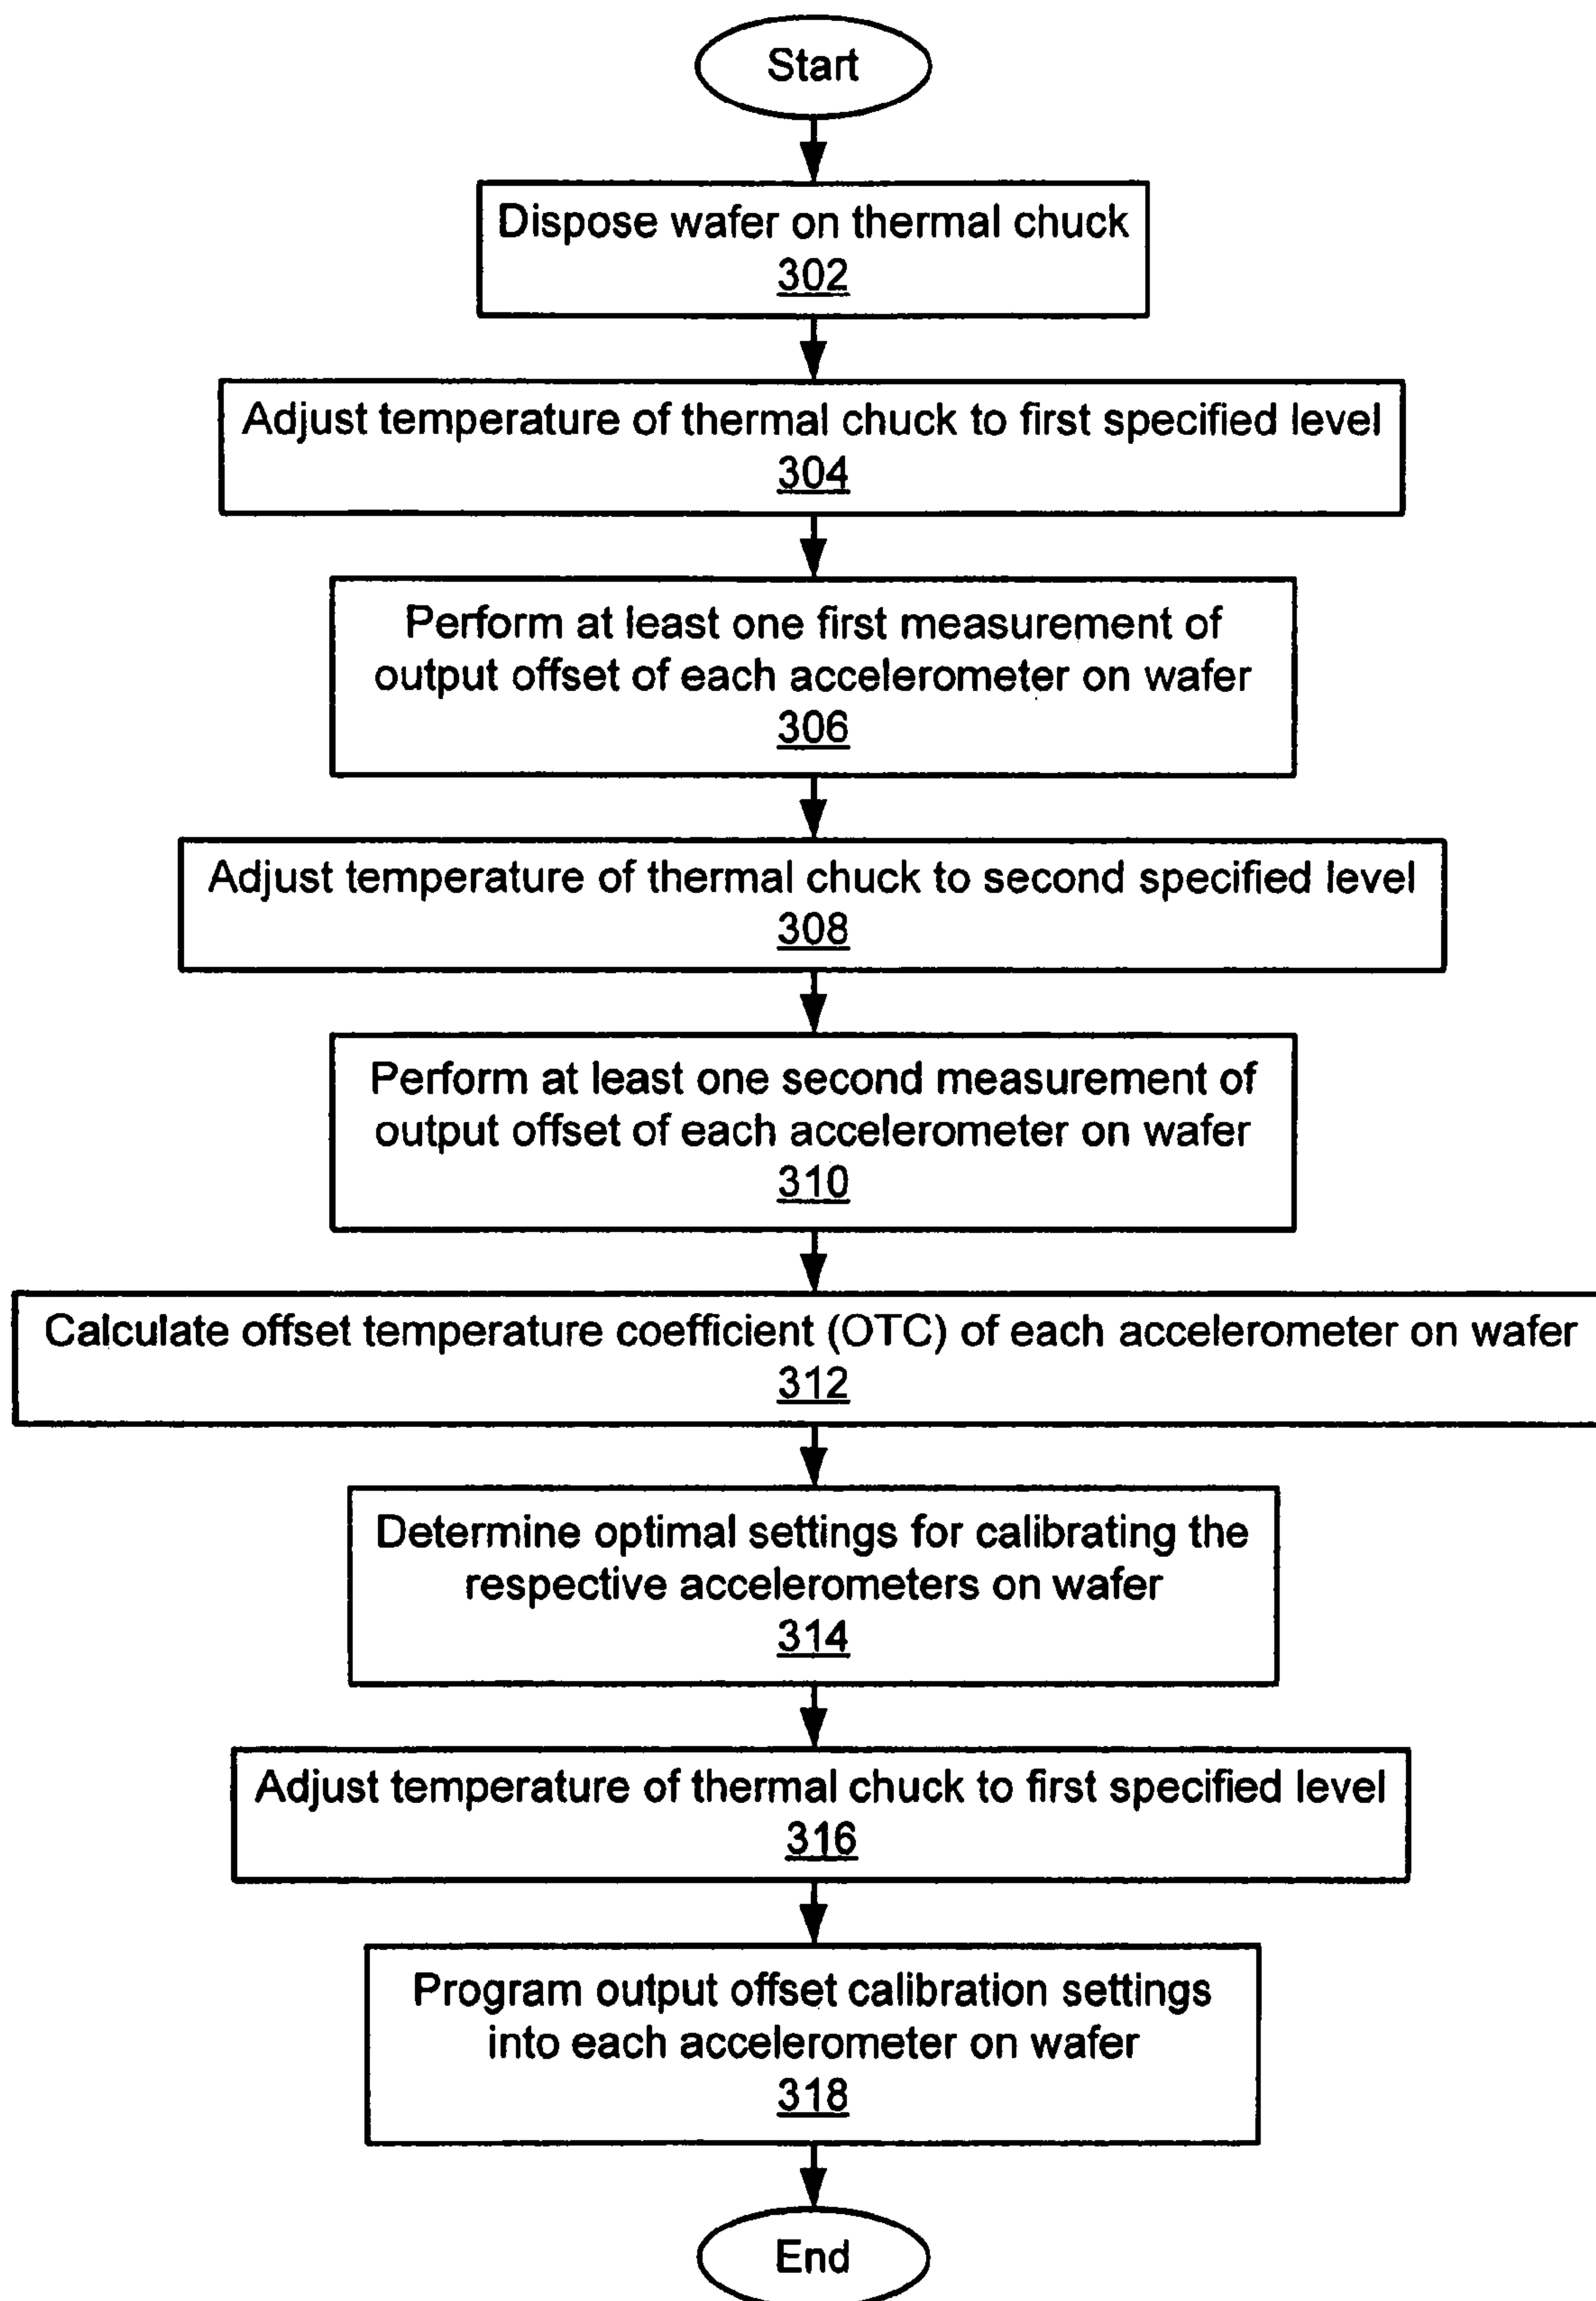 Start
Dispose wafer on thermal chuck
302
Adjust temperature of thermal chuck to first specified level
304
Perform at least one first measurement of
output offset of each accelerometer on wafer
306
Adjust temperature of thermal chuck to second specified level
308
Perform at least one second measurement of
output offset of each accelerometer on wafer
310
Calculate offset temperature coefficient (OTC) of each accelerometer on wafer
312
Determine optimal settings for calibrating the
respective accelerometers on wafer
314
Adjust temperature of thermal chuck to first specified level
316
Program output offset calibration settings
into each accelerometer on wafer
318
End